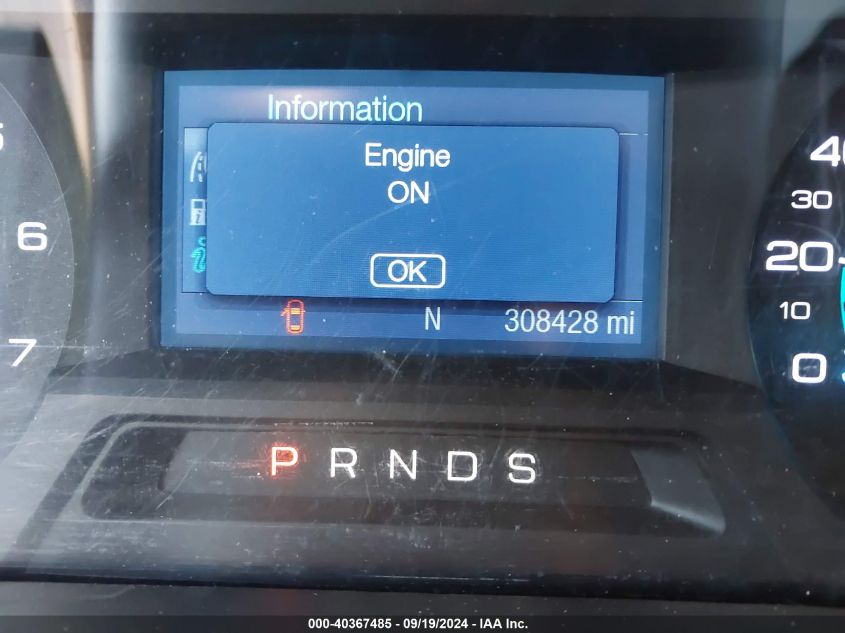 Information
Engine
ON
OK
N 308428 mi
6
7
30
20
10
0
P R N D S
000-40367485 - 09/19/2024 - IAA Inc.